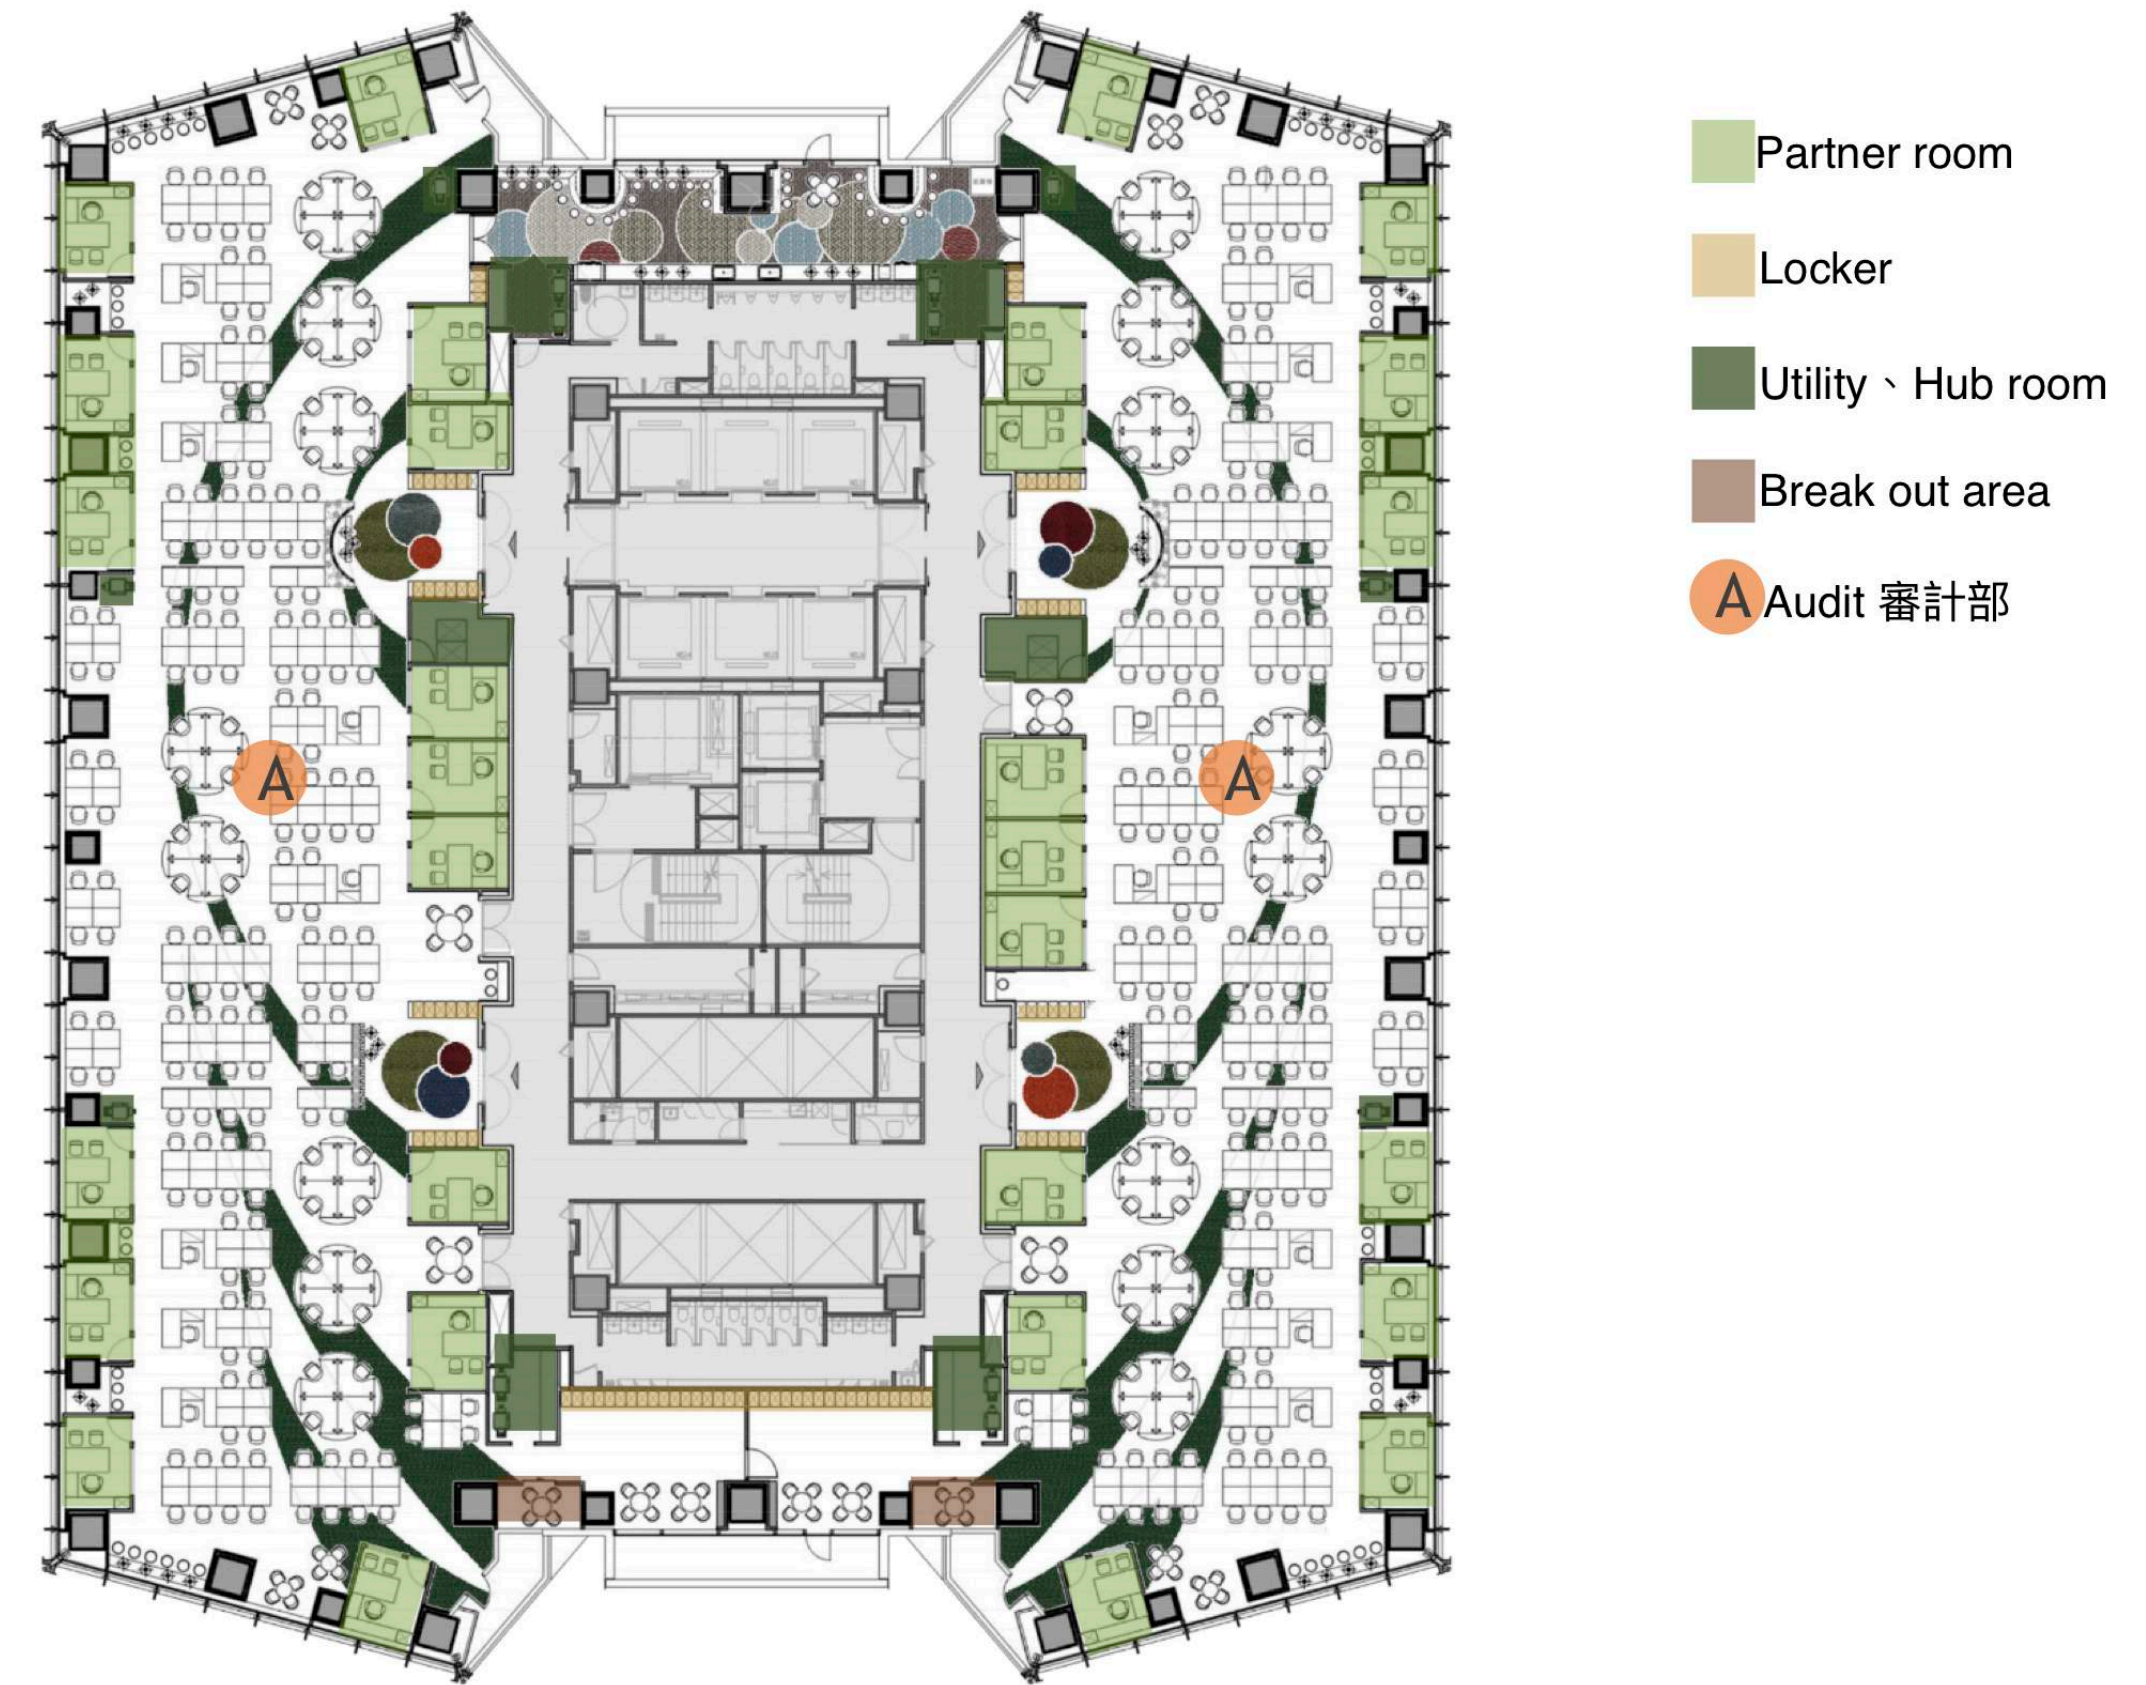 Partner room
Locker
Utility、Hub room
Break out area
A Audit 審計部
A
A